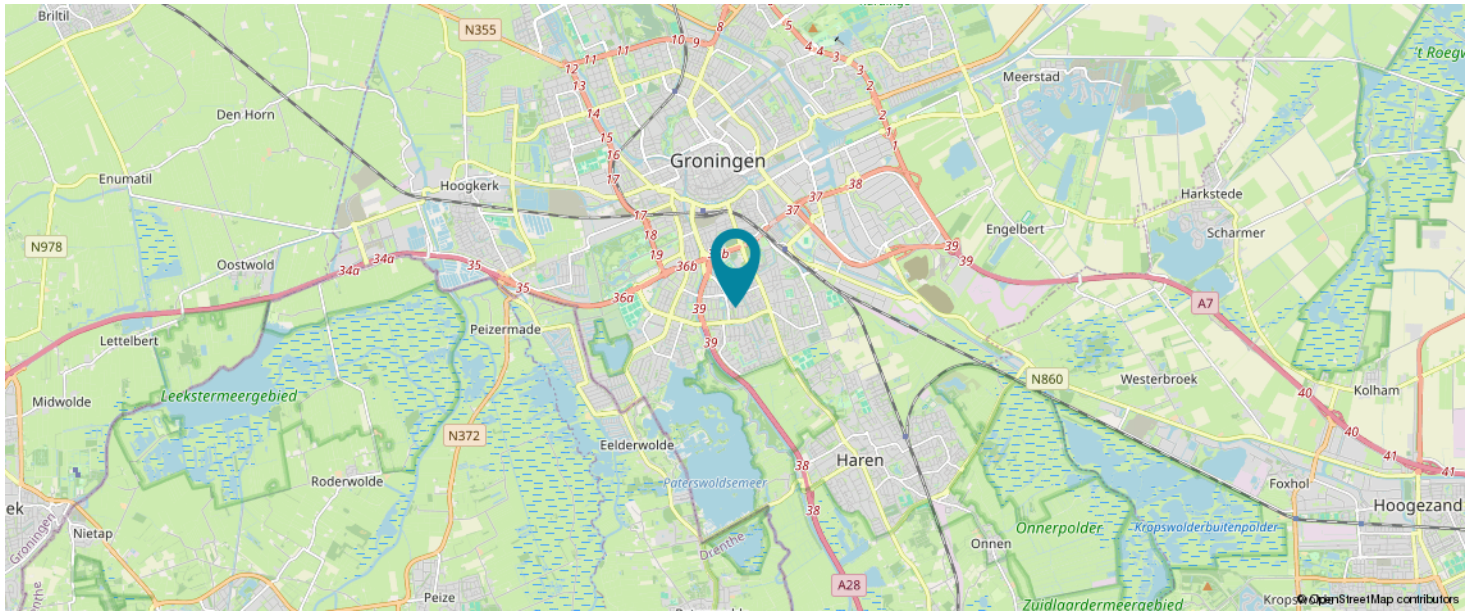 Briltil
N355
10
9
8
5
4
4
3
3
11
11
12
13
't Roegw
Meerstad
2
2
1
1
Den Horn
14
15
16
17
Groningen
Enumatil
Hoogkerk
38
37
37
Harkstede
17
18
19
N978
Oostwold
34a
34a
35
35
36b
36a
39
39
Engelbert
Scharmer
A7
39
39
Peizermade
Lettelbert
N860
Westerbroek
Kolham
40
40
41
41
Midwolde
Leekstermeergebied
N372
Eelderwolde
Haren
38
38
Roderwolde
Paterswoldsemeer
Foxhol
Hoogezand
ek
Nietap
Groningen
Drenthe
Onnerpolder
Kropswolderbuitenpolder
Onnen
A28
Peize
Zuidlaardermeergebied
© OpenStreetMap contributors